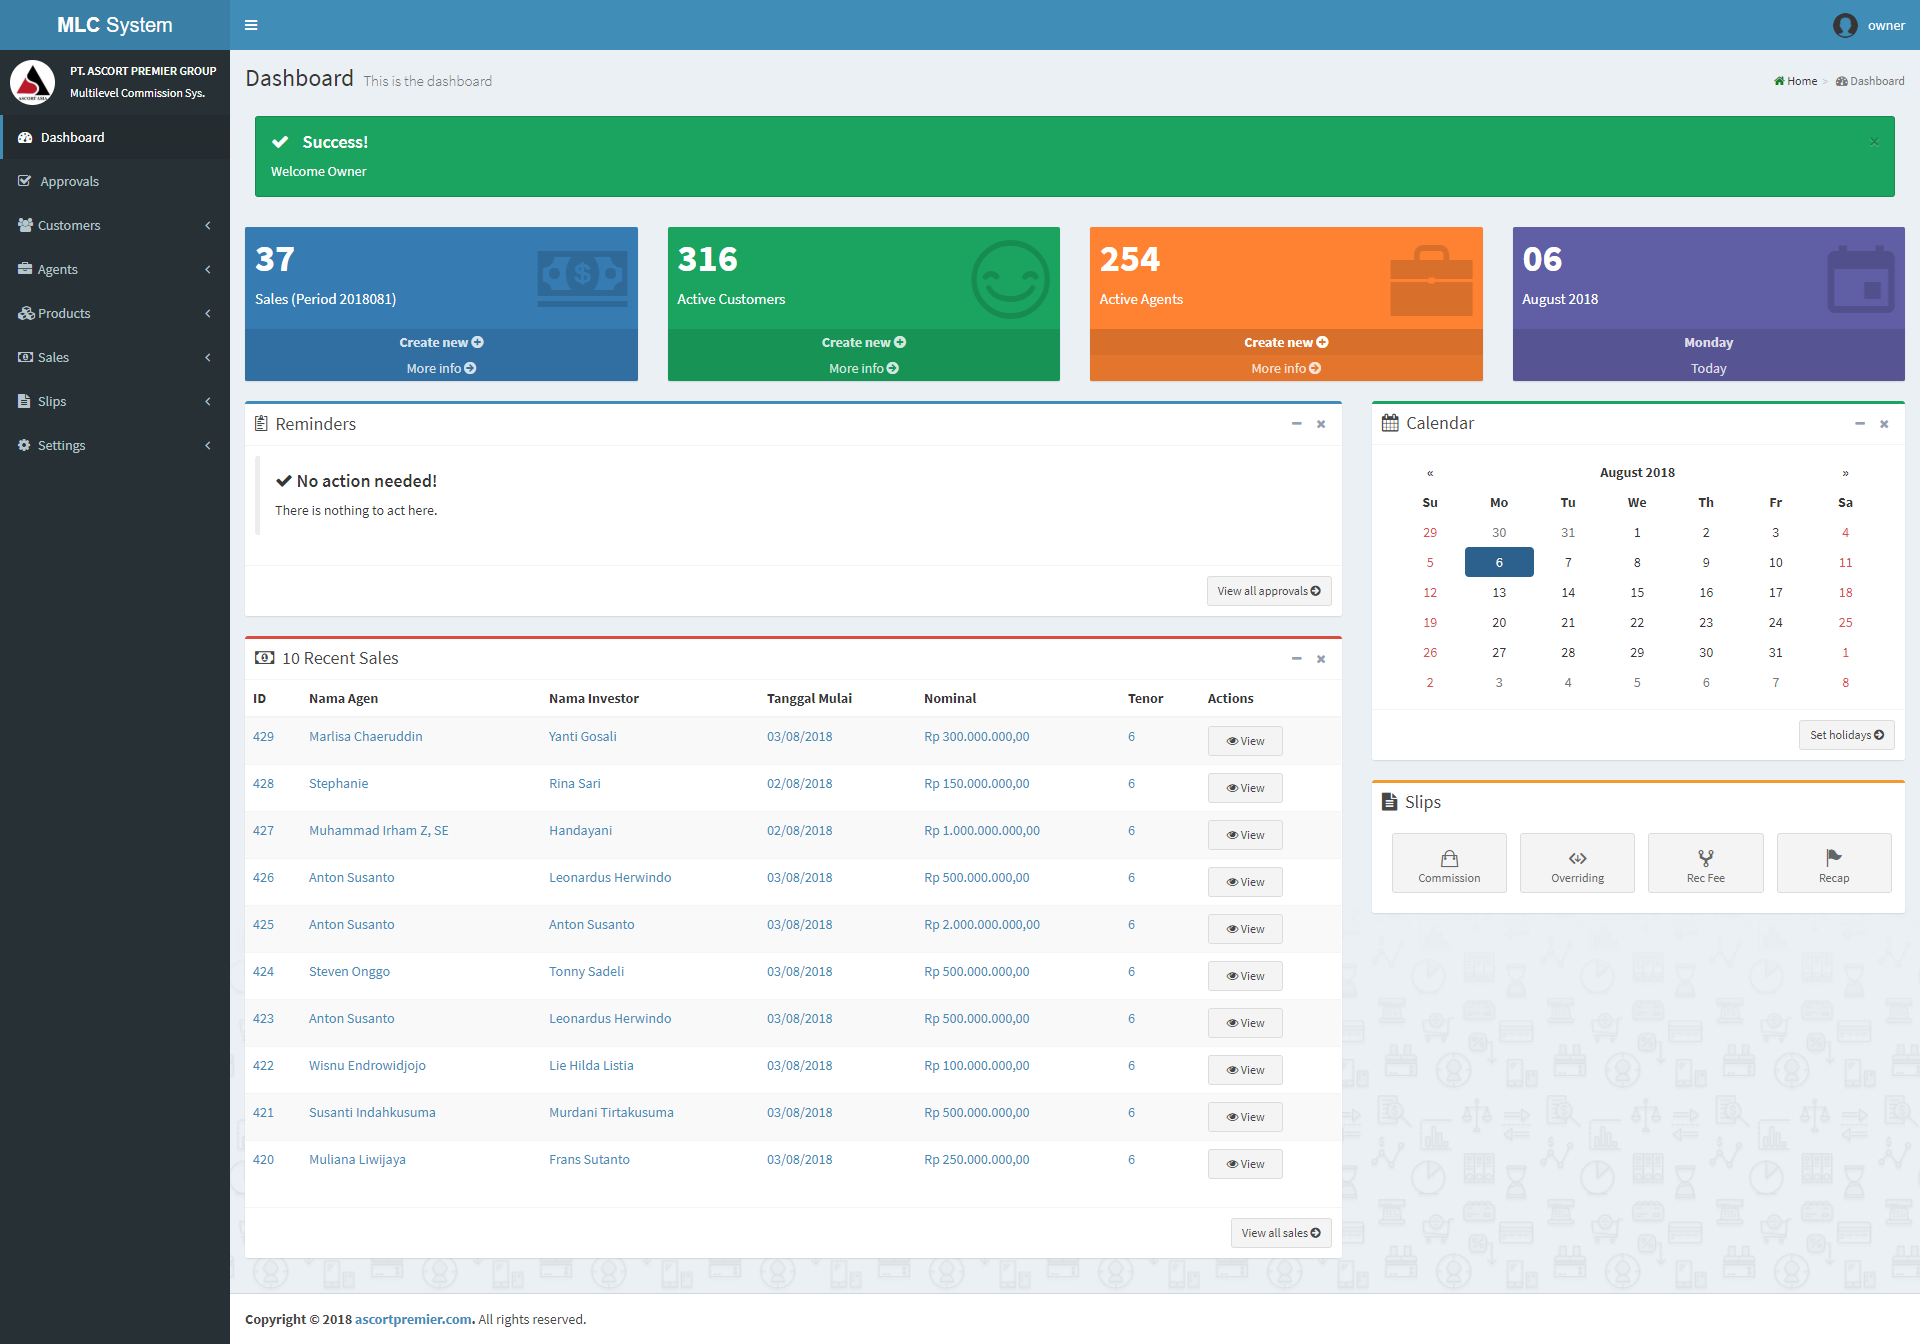 MLC System
owner
PT. ASCORT PREMIER GROUP
Multilevel Commission Sys.
Dashboard
Approvals
Customers
Agents
Products
Sales
Slips
Settings
Dashboard This is the dashboard
Home > Dashboard
Success!
×
Welcome Owner
37
Sales (Period 2018081)
Create new
More info
316
Active Customers
Create new
More info
254
Active Agents
Create new
More info
06
August 2018
Monday
Today
Reminders
No action needed!
There is nothing to act here.
View all approvals
10 Recent Sales
ID Nama Agen Nama Investor Tanggal Mulai Nominal Tenor Actions
429 Marlisa Chaeruddin Yanti Gosali 03/08/2018 Rp 300.000.000,00 6 View
428 Stephanie Rina Sari 02/08/2018 Rp 150.000.000,00 6 View
427 Muhammad Irham Z, SE Handayani 02/08/2018 Rp 1.000.000.000,00 6 View
426 Anton Susanto Leonardus Herwindo 03/08/2018 Rp 500.000.000,00 6 View
425 Anton Susanto Anton Susanto 03/08/2018 Rp 2.000.000.000,00 6 View
424 Steven Onggo Tonny Sadeli 03/08/2018 Rp 500.000.000,00 6 View
423 Anton Susanto Leonardus Herwindo 03/08/2018 Rp 500.000.000,00 6 View
422 Wisnu Endrowidjojo Lie Hilda Listia 03/08/2018 Rp 100.000.000,00 6 View
421 Susanti Indahkusuma Murdani Tirtakusuma 03/08/2018 Rp 500.000.000,00 6 View
420 Muliana Liwijaya Frans Sutanto 03/08/2018 Rp 250.000.000,00 6 View
View all sales
Calendar
« August 2018 »
Su Mo Tu We Th Fr Sa
29 30 31 1 2 3 4
5 6 7 8 9 10 11
12 13 14 15 16 17 18
19 20 21 22 23 24 25
26 27 28 29 30 31 1
2 3 4 5 6 7 8
Set holidays
Slips
Commission
Overriding
Rec Fee
Recap
Copyright © 2018 ascortpremier.com. All rights reserved.